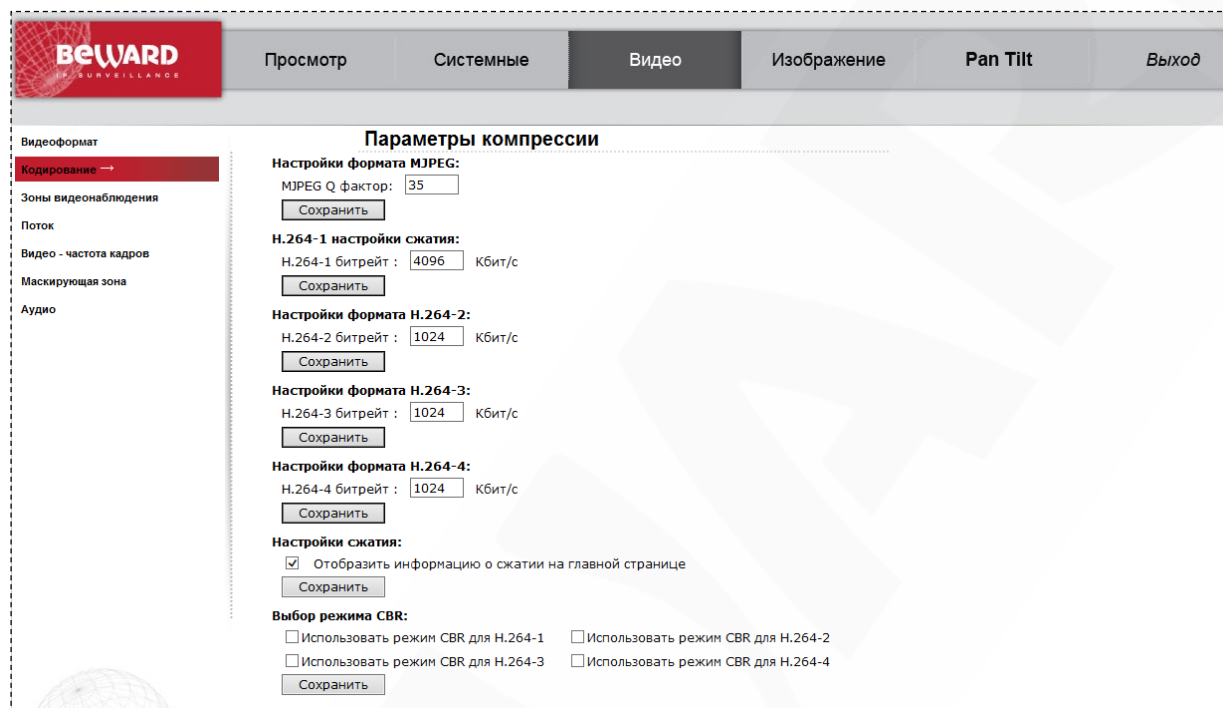 BEWARD
IP SURVEILLANCE
Просмотр Системные Видео Изображение Pan Tilt Выход
Видеоформат
Кодирование →
Зоны видеонаблюдения
Поток
Видео - частота кадров
Маскирующая зона
Аудио
Параметры компрессии
Настройки формата MJPEG:
MJPEG Q фактор: 35
Сохранить
H.264-1 настройки сжатия:
H.264-1 битрейт : 4096 Кбит/с
Сохранить
Настройки формата H.264-2:
H.264-2 битрейт : 1024 Кбит/с
Сохранить
Настройки формата H.264-3:
H.264-3 битрейт : 1024 Кбит/с
Сохранить
Настройки формата H.264-4:
H.264-4 битрейт : 1024 Кбит/с
Сохранить
Настройки сжатия:
Отобразить информацию о сжатии на главной странице
Сохранить
Выбор режима CBR:
Использовать режим CBR для H.264-1 Использовать режим CBR для H.264-2
Использовать режим CBR для H.264-3 Использовать режим CBR для H.264-4
Сохранить